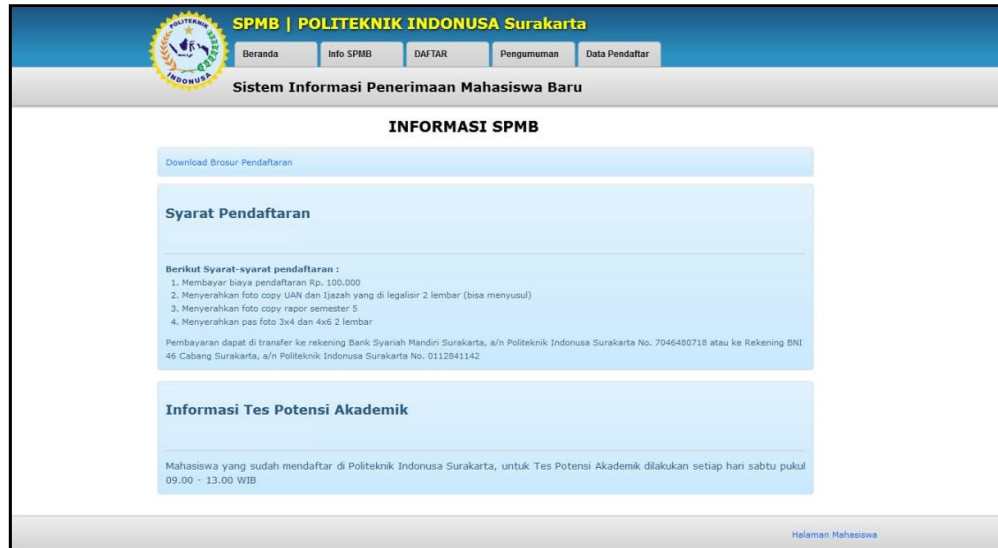 POLITEKNIK
INDONUSA
SPMB | POLITEKNIK INDONUSA Surakarta
Beranda Info SPMB DAFTAR Pengumuman Data Pendaftar
Sistem Informasi Penerimaan Mahasiswa Baru
INFORMASI SPMB
Download Brosur Pendaftaran
Syarat Pendaftaran
Berikut Syarat-syarat pendaftaran :
1. Membayar biaya pendaftaran Rp. 100.000
2. Menyerahkan foto copy UAN dan Ijazah yang di legalisir 2 lembar (bisa menyusul)
3. Menyerahkan foto copy rapor semester 5
4. Menyerahkan pas foto 3x4 dan 4x6 2 lembar
Pembayaran dapat di transfer ke rekening Bank Syariah Mandiri Surakarta, a/n Politeknik Indonusa Surakarta No. 7046480718 atau ke Rekening BNI
46 Cabang Surakarta, a/n Politeknik Indonusa Surakarta No. 0112841142
Informasi Tes Potensi Akademik
Mahasiswa yang sudah mendaftar di Politeknik Indonusa Surakarta, untuk Tes Potensi Akademik dilakukan setiap hari sabtu pukul
09.00 - 13.00 WIB
Halaman Mahasiswa